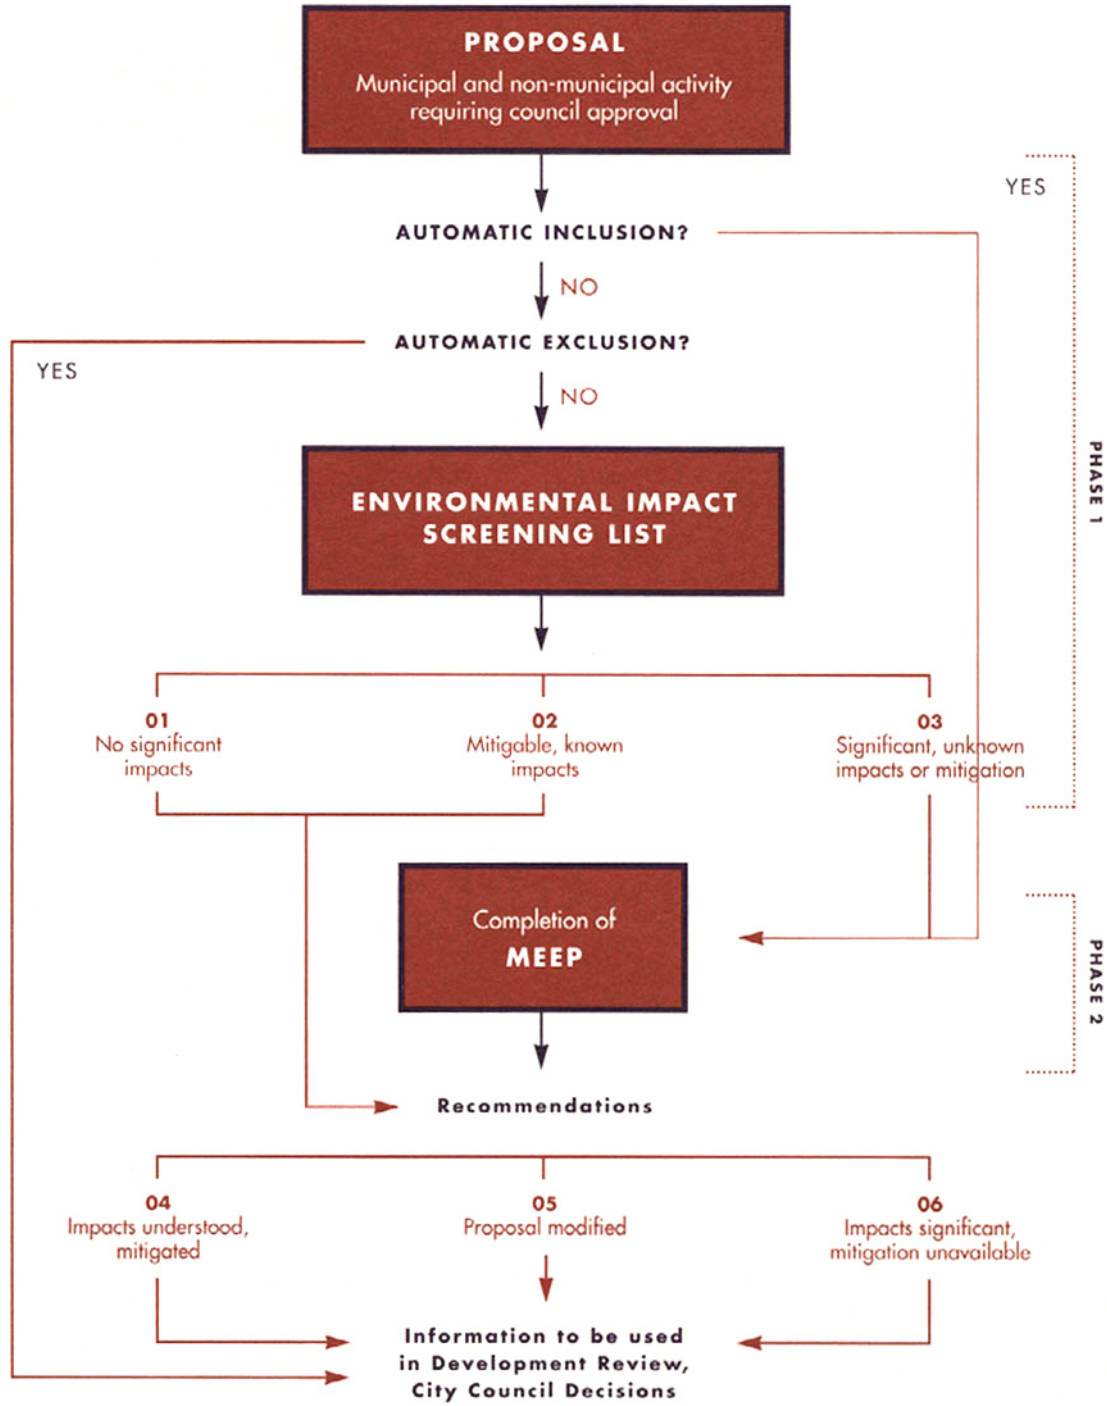 PROPOSAL
Municipal and non-municipal activity
requiring council approval
YES
AUTOMATIC INCLUSION?
NO
AUTOMATIC EXCLUSION?
YES
NO
PHASE 1
ENVIRONMENTAL IMPACT
SCREENING LIST
01
No significant
impacts
02
Mitigable, known
impacts
03
Significant, unknown
impacts or mitigation
Completion of
MEEP
PHASE 2
Recommendations
04
Impacts understood,
mitigated
05
Proposal modified
06
Impacts significant,
mitigation unavailable
Information to be used
in Development Review,
City Council Decisions